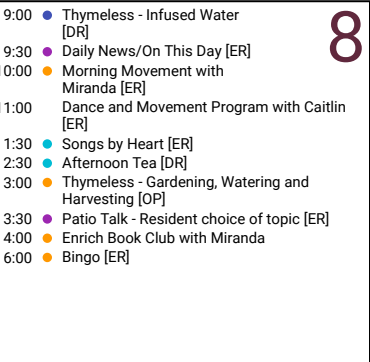 8
9:00 Thymeless - Infused Water
[DR]
9:30 Daily News/On This Day [ER]
0:00 Morning Movement with
Miranda [ER]
1:00 Dance and Movement Program with Caitlin
[ER]
1:30 Songs by Heart [ER]
2:30 Afternoon Tea [DR]
3:00 Thymeless - Gardening, Watering and
Harvesting [OP]
3:30 Patio Talk - Resident choice of topic [ER]
4:00 Enrich Book Club with Miranda
6:00 Bingo [ER]